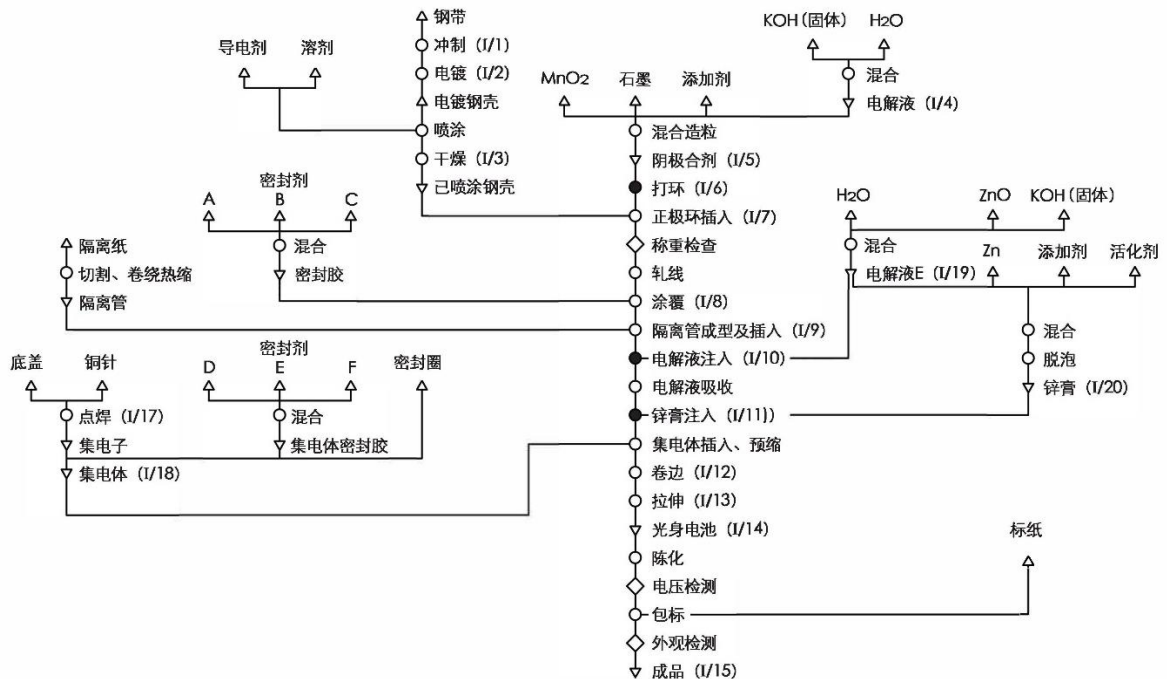 钢带
冲制 (I/1)
电镀 (I/2)
电镀钢壳
喷涂
干燥 (I/3)
已喷涂钢壳
导电剂
溶剂
KOH(固体)
H2O
混合
电解液 (I/4)
MnO2
石墨
添加剂
混合造粒
阴极合剂 (I/5)
打环 (I/6)
正极环插入 (I/7)
称重检查
轧线
涂覆 (I/8)
隔离管成型及插入 (I/9)
电解液注入 (I/10)
电解液吸收
锌膏注入 (I/11))
集电体插入、预缩
卷边 (I/12)
拉伸 (I/13)
光身电池 (I/14)
陈化
电压检测
包标
外观检测
成品 (I/15)
密封剂
A
B
C
混合
密封胶
隔离纸
切割、卷绕热缩
隔离管
底盖
铜针
点焊 (I/17)
集电子
集电体 (I/18)
密封剂
D
E
F
混合
集电体密封胶
密封圈
H2O
ZnO
KOH(固体)
混合
电解液E (I/19)
Zn
添加剂
活化剂
混合
脱泡
锌膏 (I/20)
标纸